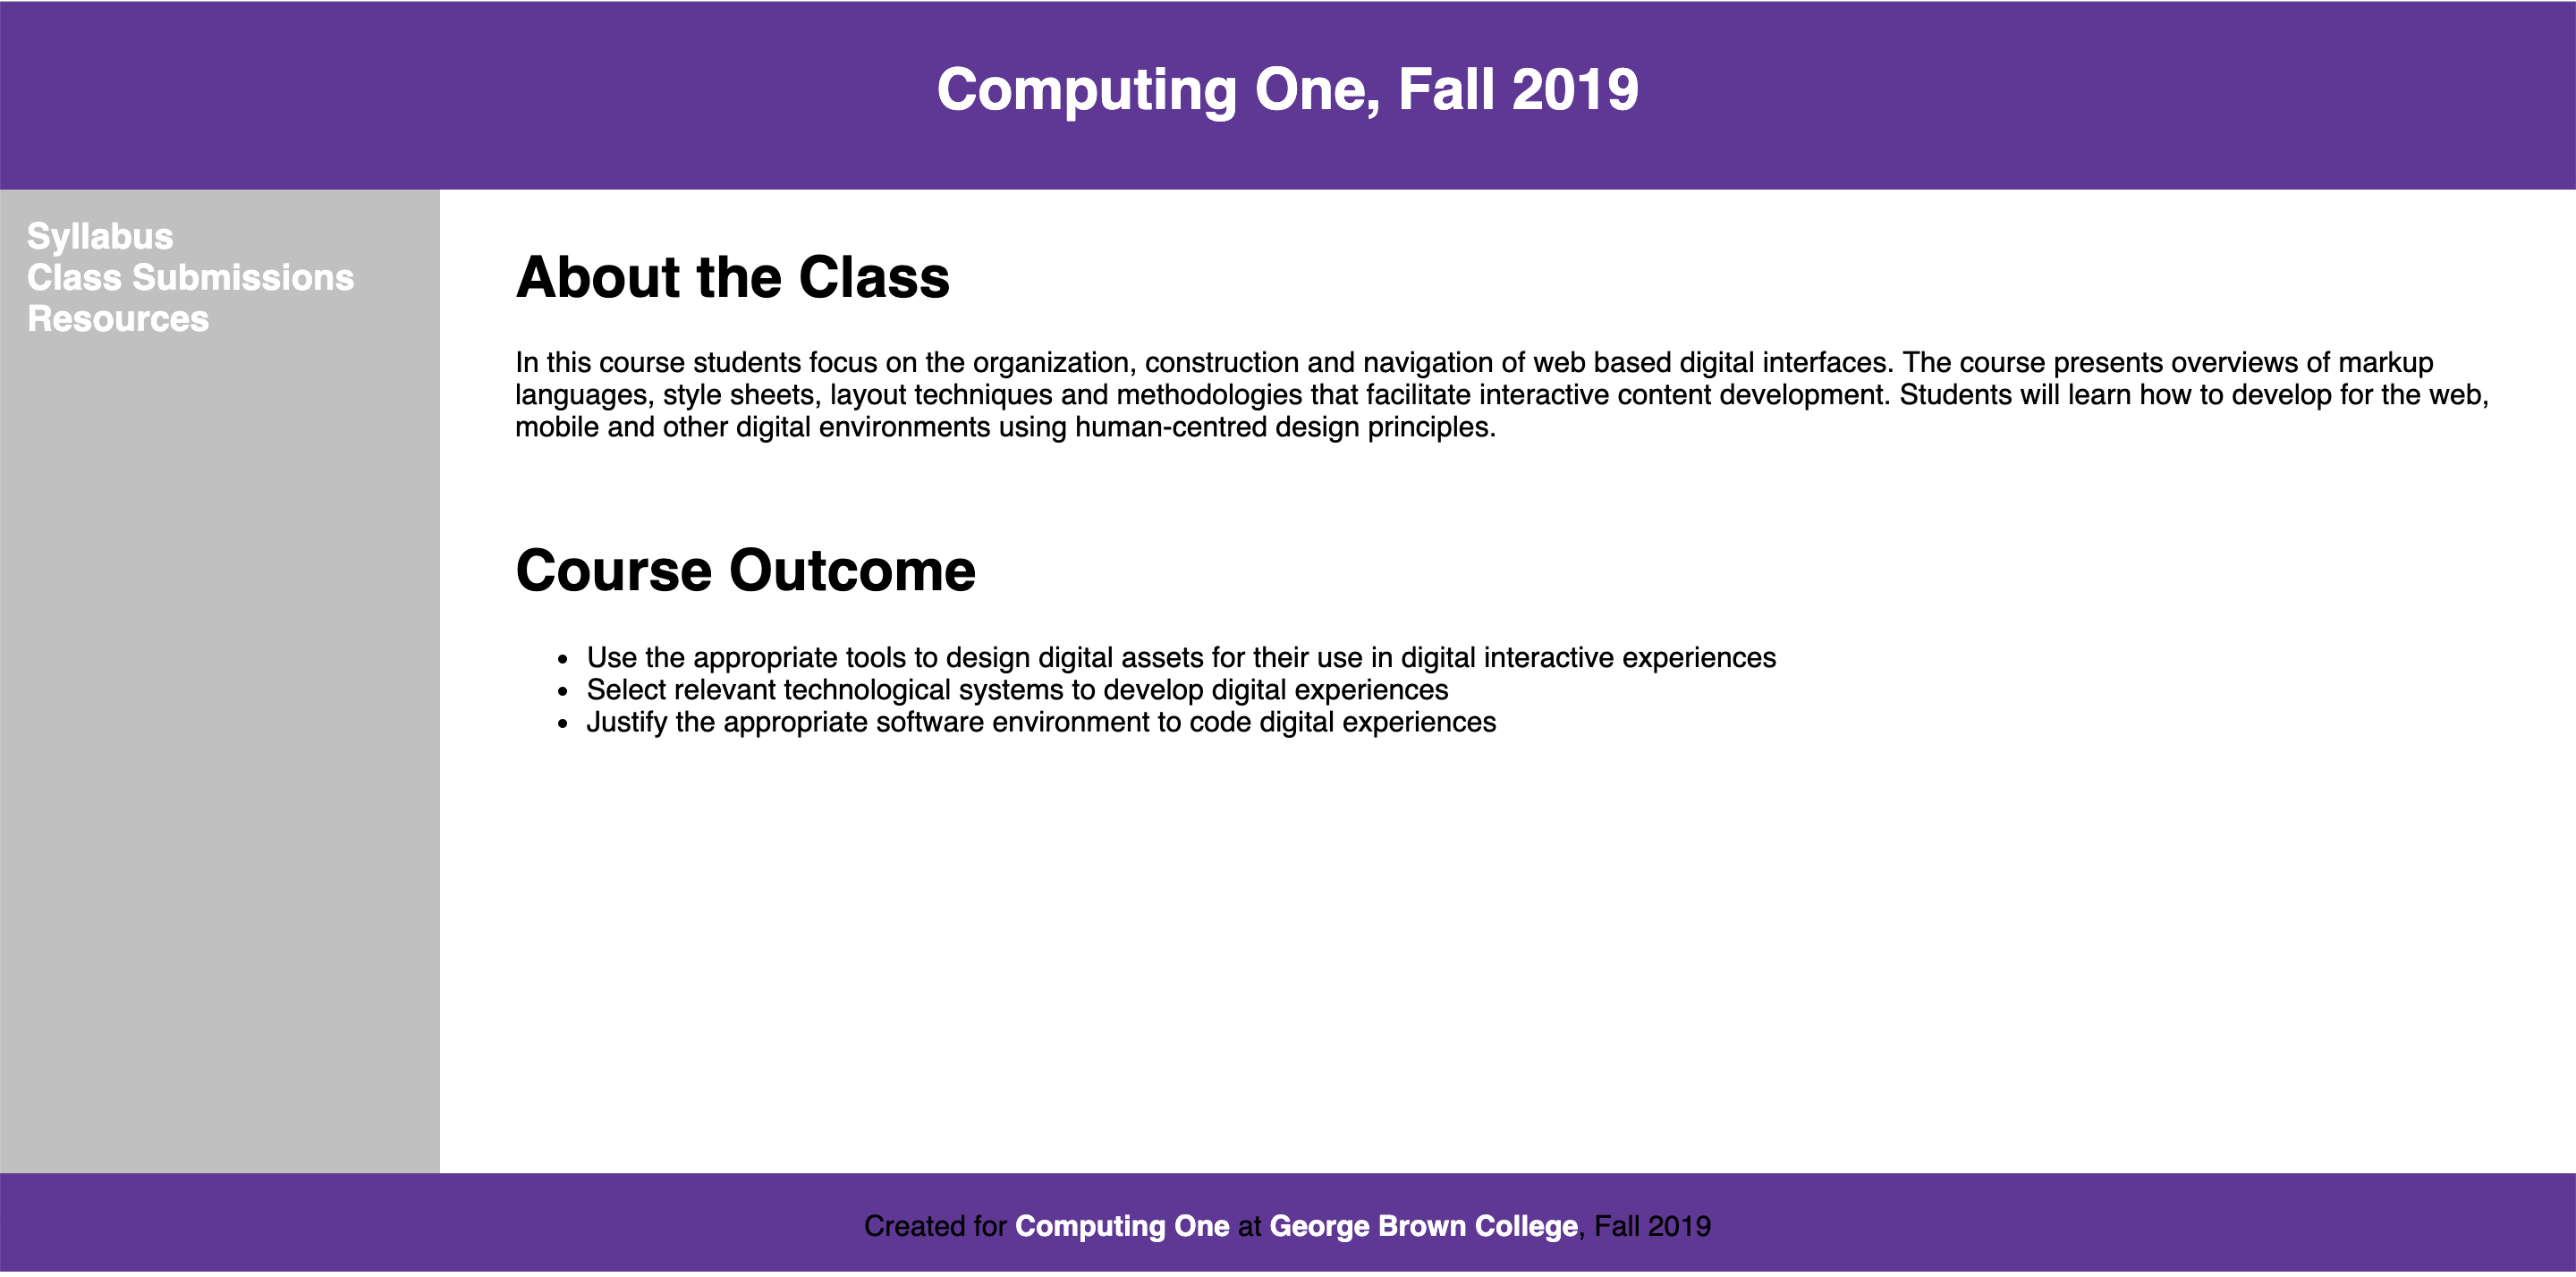 Computing One, Fall 2019
Syllabus
Class Submissions
Resources
About the Class
In this course students focus on the organization, construction and navigation of web based digital interfaces. The course presents overviews of markup
languages, style sheets, layout techniques and methodologies that facilitate interactive content development. Students will learn how to develop for the web,
mobile and other digital environments using human-centred design principles.
Course Outcome
• Use the appropriate tools to design digital assets for their use in digital interactive experiences
• Select relevant technological systems to develop digital experiences
• Justify the appropriate software environment to code digital experiences
Created for Computing One at George Brown College, Fall 2019